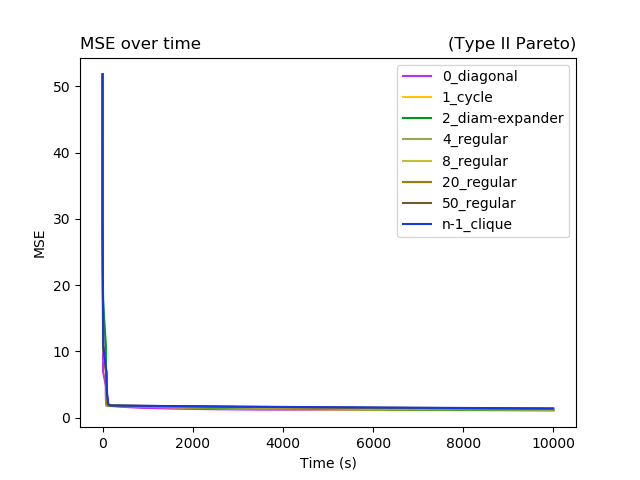 MSE over time (Type II Pareto)
0_diagonal
1_cycle
2_diam-expander
4_regular
8_regular
20_regular
50_regular
n-1_clique
50
40
30
20
10
0
MSE
0 2000 4000 6000 8000 10000
Time (s)